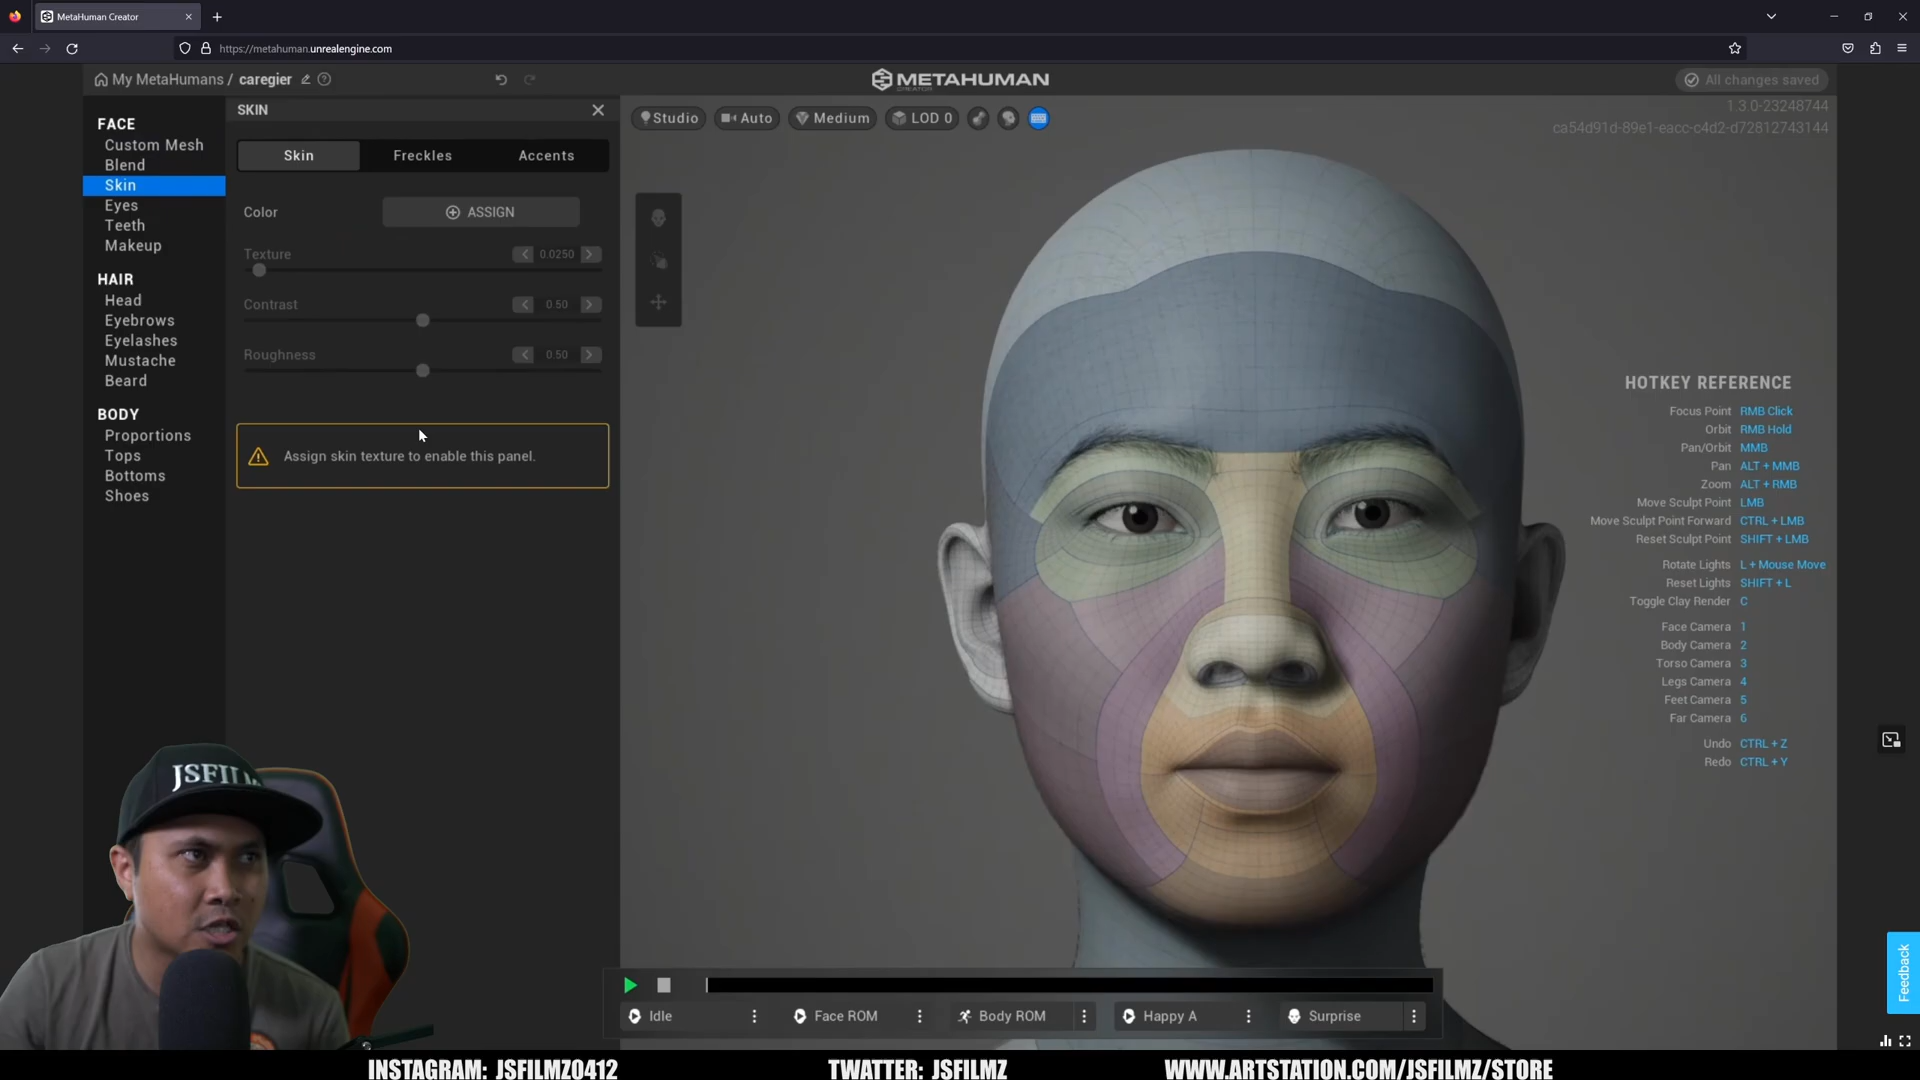 MetaHuman Creator
https://metahuman.unrealengine.com
My MetaHumans / caregier
METAHUMAN
CREATOR
All changes saved
1.3 0-23248744
ca54d91d-89e1-eacc-c4d2-d72812743144
FACE
Custom Mesh
Blend
Skin
Eyes
Teeth
Makeup
HAIR
Head
Eyebrows
Eyelashes
Mustache
Beard
BODY
Proportions
Tops
Bottoms
Shoes
SKIN
Skin
Freckles
Accents
Color
ASSIGN
Texture
0.0250
Contrast
0.50
Roughness
0.50
Assign skin texture to enable this panel.
Studio
Auto
Medium
LOD 0
HOTKEY REFERENCE
Focus Point RMB Click
Orbit RMB Hold
Pan/Orbit MMB
Pan ALT + MMB
Zoom ALT + RMB
Move Sculpt Point LMB
Move Sculpt Point Forward CTRL + LMB
Reset Sculpt Point SHIFT + LMB
Rotate Lights L + Mouse Move
Reset Lights SHIFT + L
Toggle Clay Render C
Face Camera 1
Body Camera 2
Torso Camera 3
Legs Camera 4
Feet Camera 5
Far Camera 6
Undo CTRL + Z
Redo CTRL + Y
Feedback
JSFILM
Idle
Face ROM
Body ROM
Happy A
Surprise
INSTAGRAM: JSFILMZ0412
TWATTER: JSFILMZ
WWW.ARTSTATION.COM/JSFILMZ/STORE